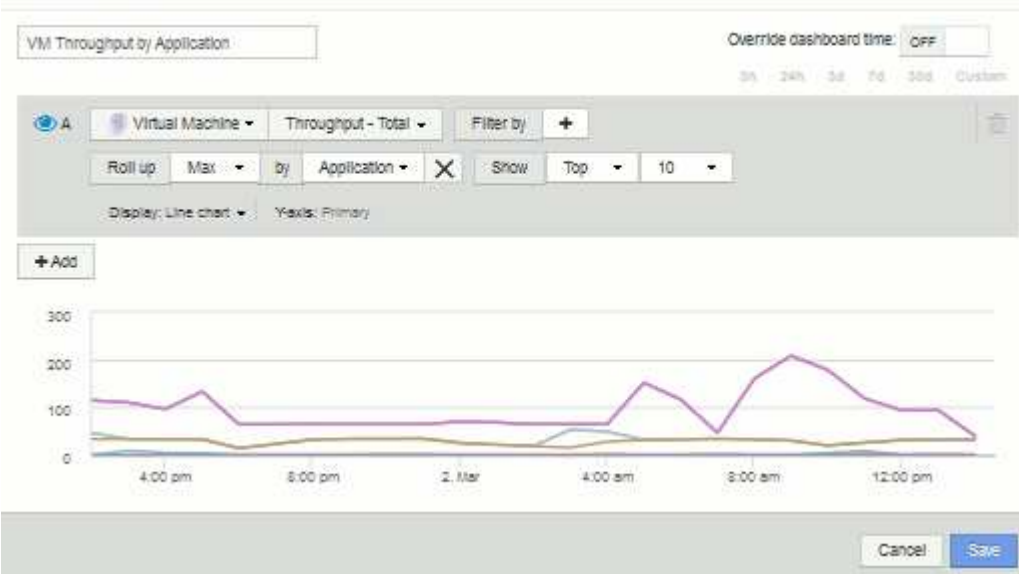 VM Throughput by Application
Override dashboard time: OFF
3h 24h 3d 7d 30d Custom
A Virtual Machine Throughput - Total Filter by +
Roll up Max by Application Show Top 10
Display: Line chart Y-axis: Primary
+ Add
300
200
100
0
4:00 pm 8:00 pm 2. Mar 4:00 am 8:00 am 12:00 pm
Cancel Save